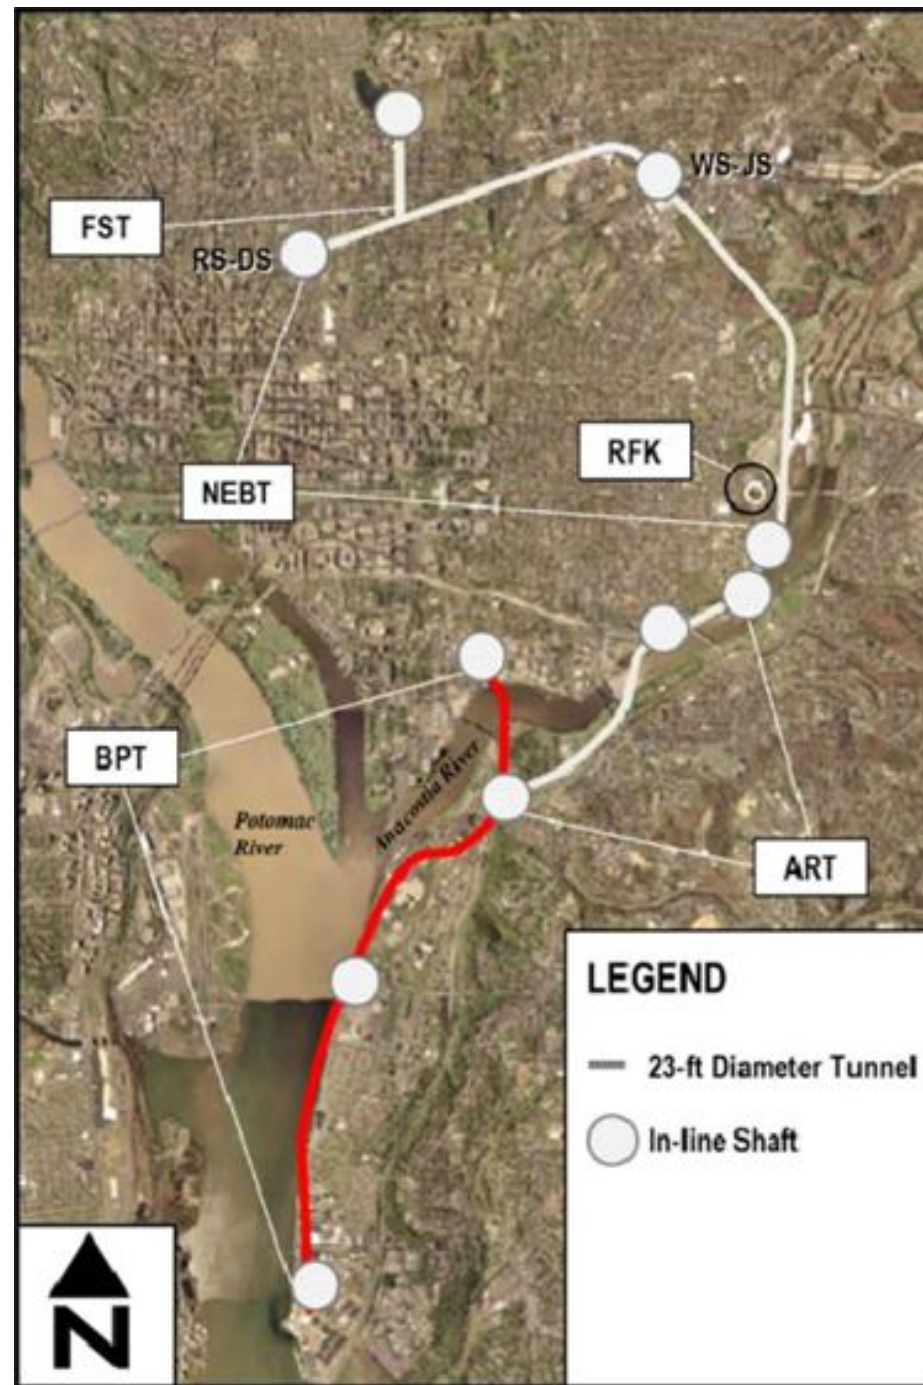 WS-JS
FST
RS-DS
RFK
NEBT
BPT
Anacostia River
Potomac
River
ART
LEGEND
23-ft Diameter Tunnel
In-line Shaft
N